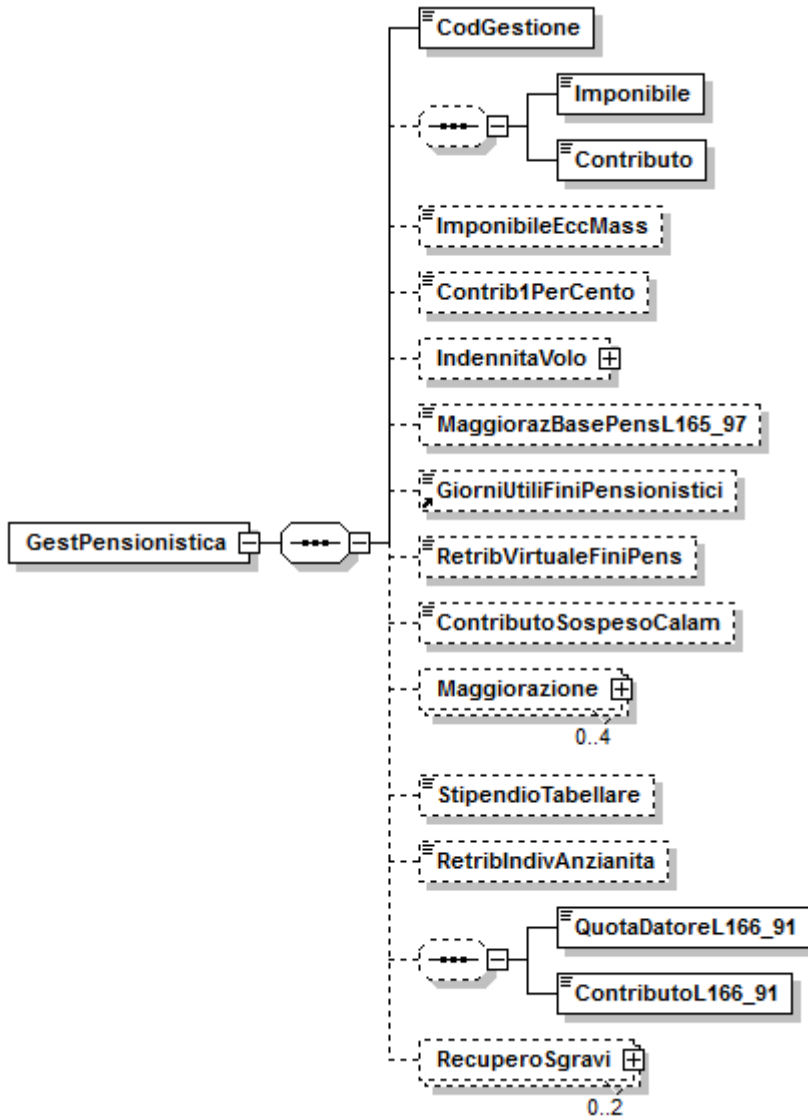 CodGestione
Imponibile
Contributo
ImponibileEccMass
Contrib1PerCento
IndennitaVolo
MaggiorazBasePensL165_97
GiorniUtiliFiniPensionistici
GestPensionistica
RetribVirtualeFiniPens
ContributoSospesoCalam
Maggiorazione
0..4
StipendioTabellare
RetribIndivAnzianita
QuotaDatoreL166_91
ContributoL166_91
RecuperoSgravi
0..2